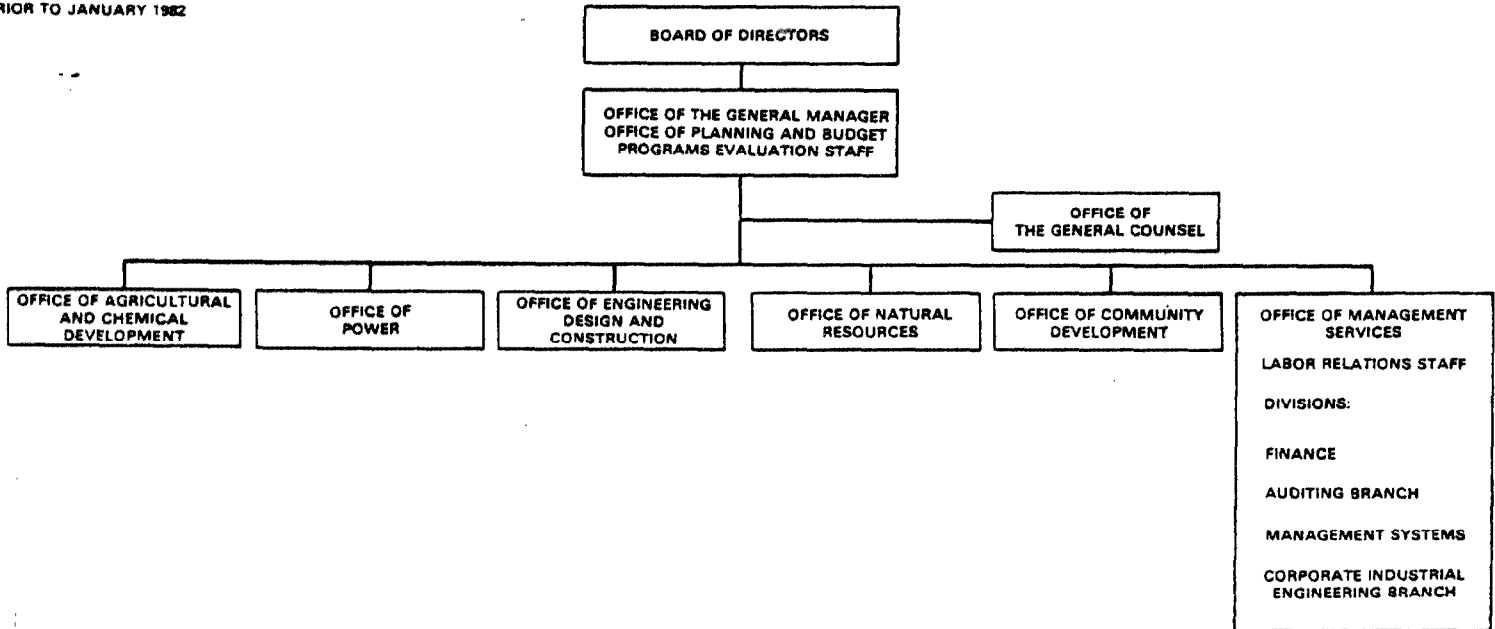 RIOR TO JANUARY 1982
BOARD OF DIRECTORS
OFFICE OF THE GENERAL MANAGER
OFFICE OF PLANNING AND BUDGET
PROGRAMS EVALUATION STAFF
OFFICE OF
THE GENERAL COUNSEL
OFFICE OF AGRICULTURAL
AND CHEMICAL
DEVELOPMENT
OFFICE OF
POWER
OFFICE OF ENGINEERING
DESIGN AND
CONSTRUCTION
OFFICE OF NATURAL
RESOURCES
OFFICE OF COMMUNITY
DEVELOPMENT
OFFICE OF MANAGEMENT
SERVICES
LABOR RELATIONS STAFF
DIVISIONS:
FINANCE
AUDITING BRANCH
MANAGEMENT SYSTEMS
CORPORATE INDUSTRIAL
ENGINEERING BRANCH